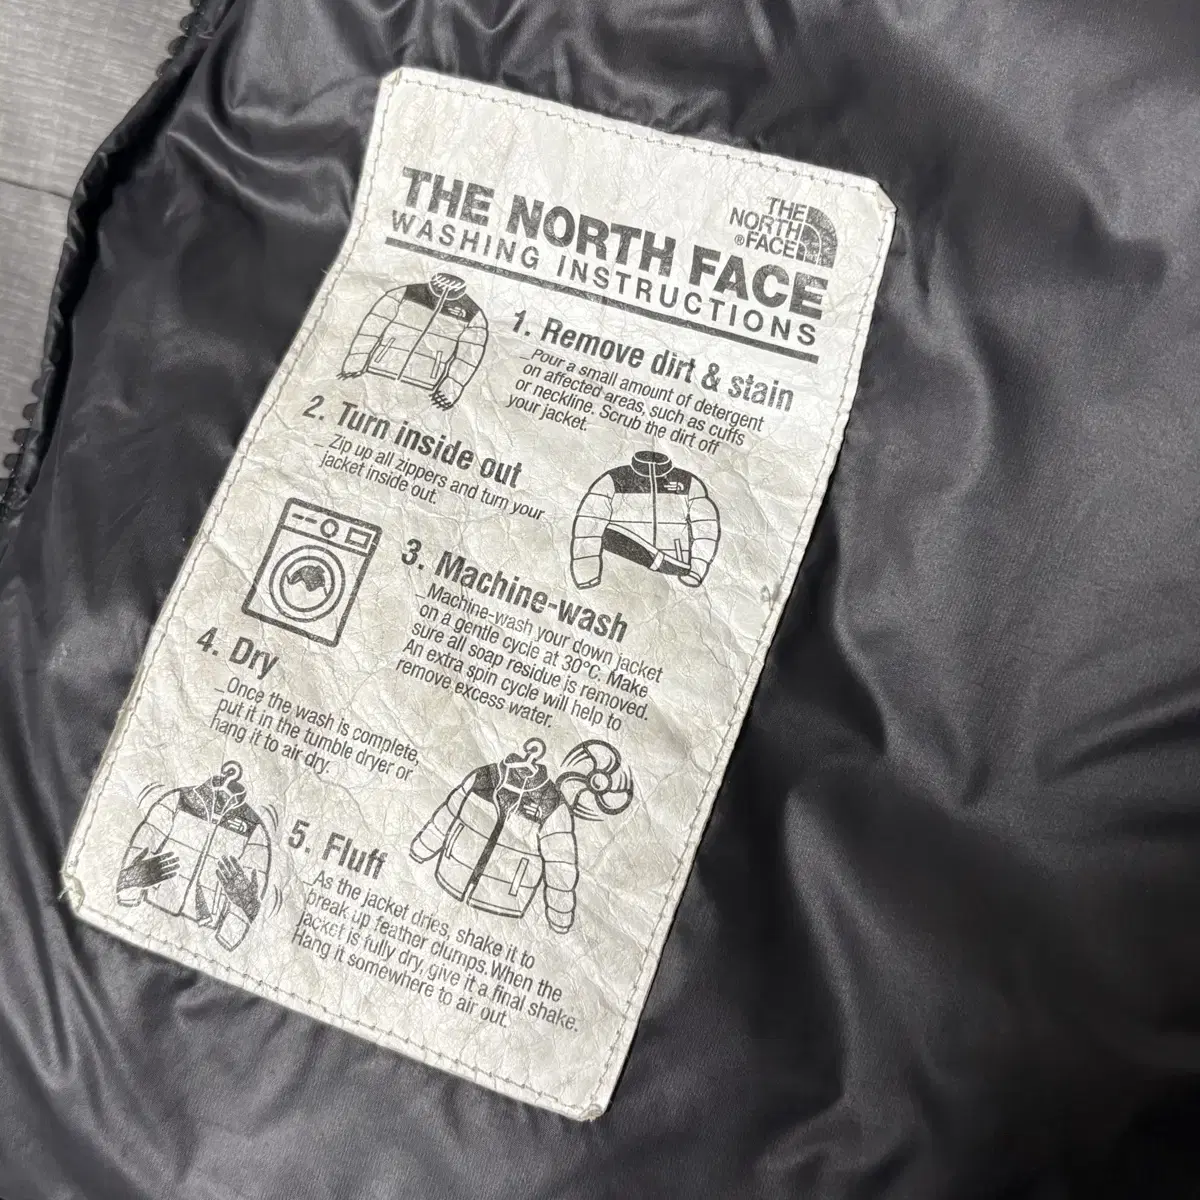 THE NORTH FACE
WASHING INSTRUCTIONS
THE
NORTH
®FACE
1. Remove dirt & stain
_Pour a small amount of detergent
on affected areas, such as cuffs
or neckline. Scrub the dirt off
your jacket.
2. Turn inside out
_Zip up all zippers and turn your
jacket inside out.
3. Machine-wash
_Machine-wash your down jacket
on a gentle cycle at 30°C. Make
sure all soap residue is removed.
An extra spin cycle will help to
remove excess water.
4. Dry
_Once the wash is complete,
put it in the tumble dryer or
hang it to air dry.
5. Fluff
_As the jacket dries, shake it to
break up feather clumps. When the
jacket is fully dry, give it a final shake.
Hang it somewhere to air out.